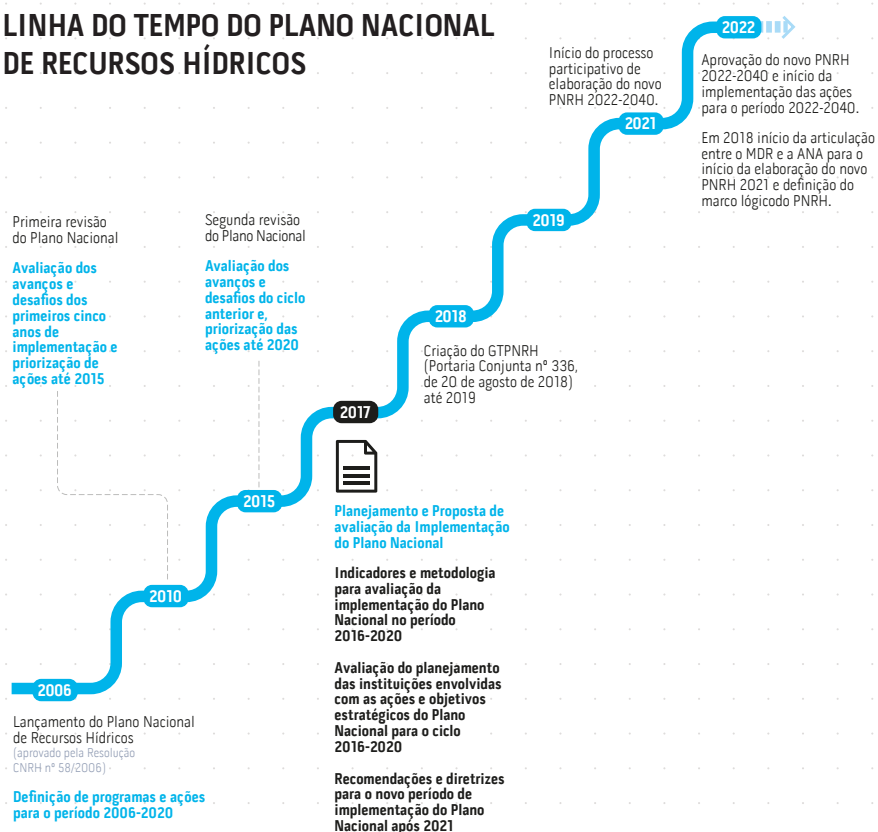 LINHA DO TEMPO DO PLANO NACIONAL
DE RECURSOS HÍDRICOS
2022
Aprovação do novo PNRH
2022-2040 e início da
implementação das ações
para o período 2022-2040.
Em 2018 início da articulação
entre o MDR e a ANA para o
início da elaboração do novo
PNRH 2021 e definição do
marco lógicodo PNRH.
Início do processo
participativo de
elaboração do novo
PNRH 2022-2040.
2021
2019
2018
Criação do GTPNRH
(Portaria Conjunta nº 336,
de 20 de agosto de 2018)
até 2019
Primeira revisão
do Plano Nacional
Avaliação dos
avanços e
desafios dos
primeiros cinco
anos de
implementação e
priorização de
ações até 2015
Segunda revisão
do Plano Nacional
Avaliação dos
avanços e
desafios do ciclo
anterior e,
priorização das
ações até 2020
2017
Planejamento e Proposta de
avaliação da Implementação
do Plano Nacional
Indicadores e metodologia
para avaliação da
implementação do Plano
Nacional no período
2016-2020
Avaliação do planejamento
das instituições envolvidas
com as ações e objetivos
estratégicos do Plano
Nacional para o ciclo
2016-2020
Recomendações e diretrizes
para o novo período de
implementação do Plano
Nacional após 2021
2015
2010
2006
Lançamento do Plano Nacional
de Recursos Hídricos
(aprovado pela Resolução
CNRH nº 58/2006)
Definição de programas e ações
para o período 2006-2020